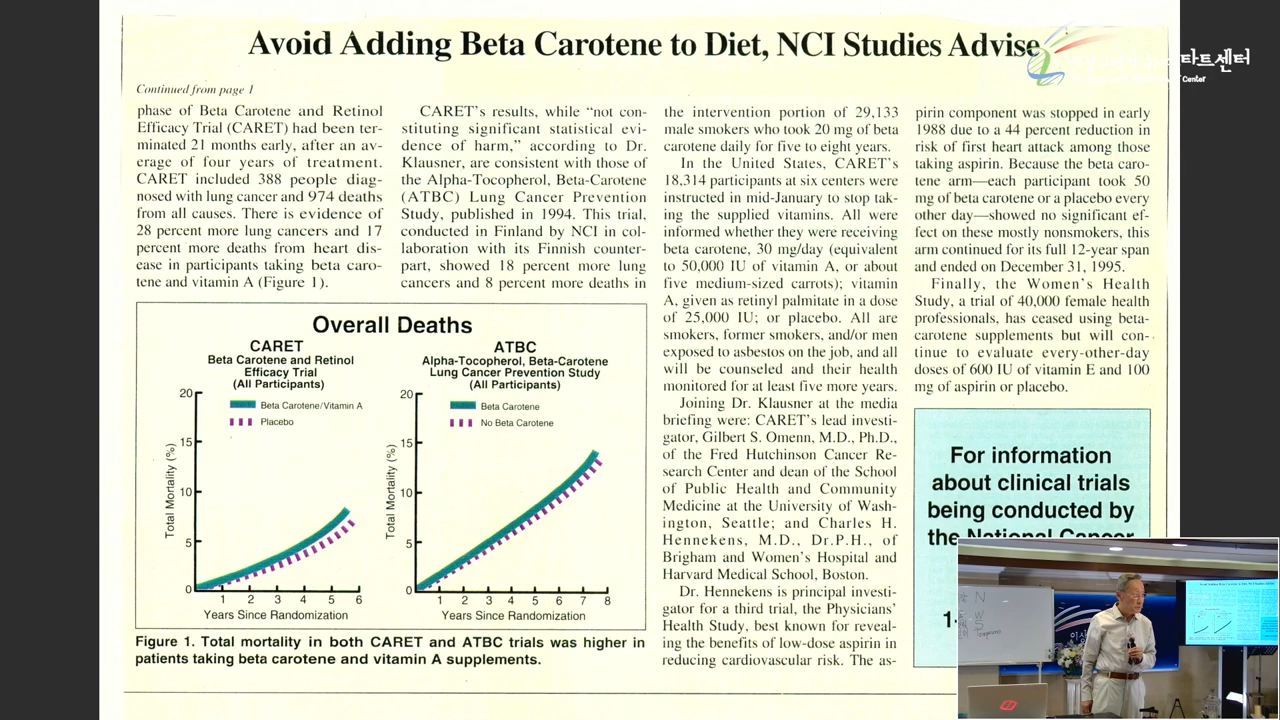 Avoid Adding Beta Carotene to Diet, NCI Studies Advise
타트센터
Center
Continued from page 1
phase of Beta Carotene and Retinol
Efficacy Trial (CARET) had been ter-
minated 21 months early, after an av-
erage of four years of treatment.
CARET included 388 people diag-
nosed with lung cancer and 974 deaths
from all causes. There is evidence of
28 percent more lung cancers and 17
percent more deaths from heart dis-
ease in participants taking beta caro-
tene and vitamin A (Figure 1).
CARET's results, while "not con-
stituting significant statistical evi-
dence of harm," according to Dr.
Klausner, are consistent with those of
the Alpha-Tocopherol, Beta-Carotene
(ATBC) Lung Cancer Prevention
Study, published in 1994. This trial,
conducted in Finland by NCI in col-
laboration with its Finnish counter-
part, showed 18 percent more lung
cancers and 8 percent more deaths in
Overall Deaths
CARET
Beta Carotene and Retinol
Efficacy Trial
(All Participants)
20
15
10
5
0
Total Mortality (%)
Beta Carotene/Vitamin A
Placebo
1 2 3 4 5 6
Years Since Randomization
ATBC
Alpha-Tocopherol, Beta-Carotene
Lung Cancer Prevention Study
(All Participants)
20
15
10
5
0
Total Mortality (%)
Beta Carotene
No Beta Carotene
1 2 3 4 5 6 7 8
Years Since Randomization
Figure 1. Total mortality in both CARET and ATBC trials was higher in
patients taking beta carotene and vitamin A supplements.
the intervention portion of 29,133
male smokers who took 20 mg of beta
carotene daily for five to eight years.
In the United States, CARET's
18,314 participants at six centers were
instructed in mid-January to stop tak-
ing the supplied vitamins. All were
informed whether they were receiving
beta carotene, 30 mg/day (equivalent
to 50,000 IU of vitamin A, or about
five medium-sized carrots); vitamin
A, given as retinyl palmitate in a dose
of 25,000 IU; or placebo. All are
smokers, former smokers, and/or men
exposed to asbestos on the job, and all
will be counseled and their health
monitored for at least five more years.
Joining Dr. Klausner at the media
briefing were: CARET's lead investi-
gator, Gilbert S. Omenn, M.D., Ph.D.,
of the Fred Hutchinson Cancer Re-
search Center and dean of the School
of Public Health and Community
Medicine at the University of Wash-
ington, Seattle; and Charles H.
Hennekens, M.D., Dr.P.H., of
Brigham and Women's Hospital and
Harvard Medical School, Boston.
Dr. Hennekens is principal investi-
gator for a third trial, the Physicians'
Health Study, best known for reveal-
ing the benefits of low-dose aspirin in
reducing cardiovascular risk. The as-
pirin component was stopped in early
1988 due to a 44 percent reduction in
risk of first heart attack among those
taking aspirin. Because the beta caro-
tene arm—each participant took 50
mg of beta carotene or a placebo every
other day—showed no significant ef-
fect on these mostly nonsmokers, this
arm continued for its full 12-year span
and ended on December 31, 1995.
Finally, the Women's Health
Study, a trial of 40,000 female health
professionals, has ceased using beta-
carotene supplements but will con-
tinue to evaluate every-other-day
doses of 600 IU of vitamin E and 100
mg of aspirin or placebo.
For information
about clinical trials
being conducted by
the National Cancer